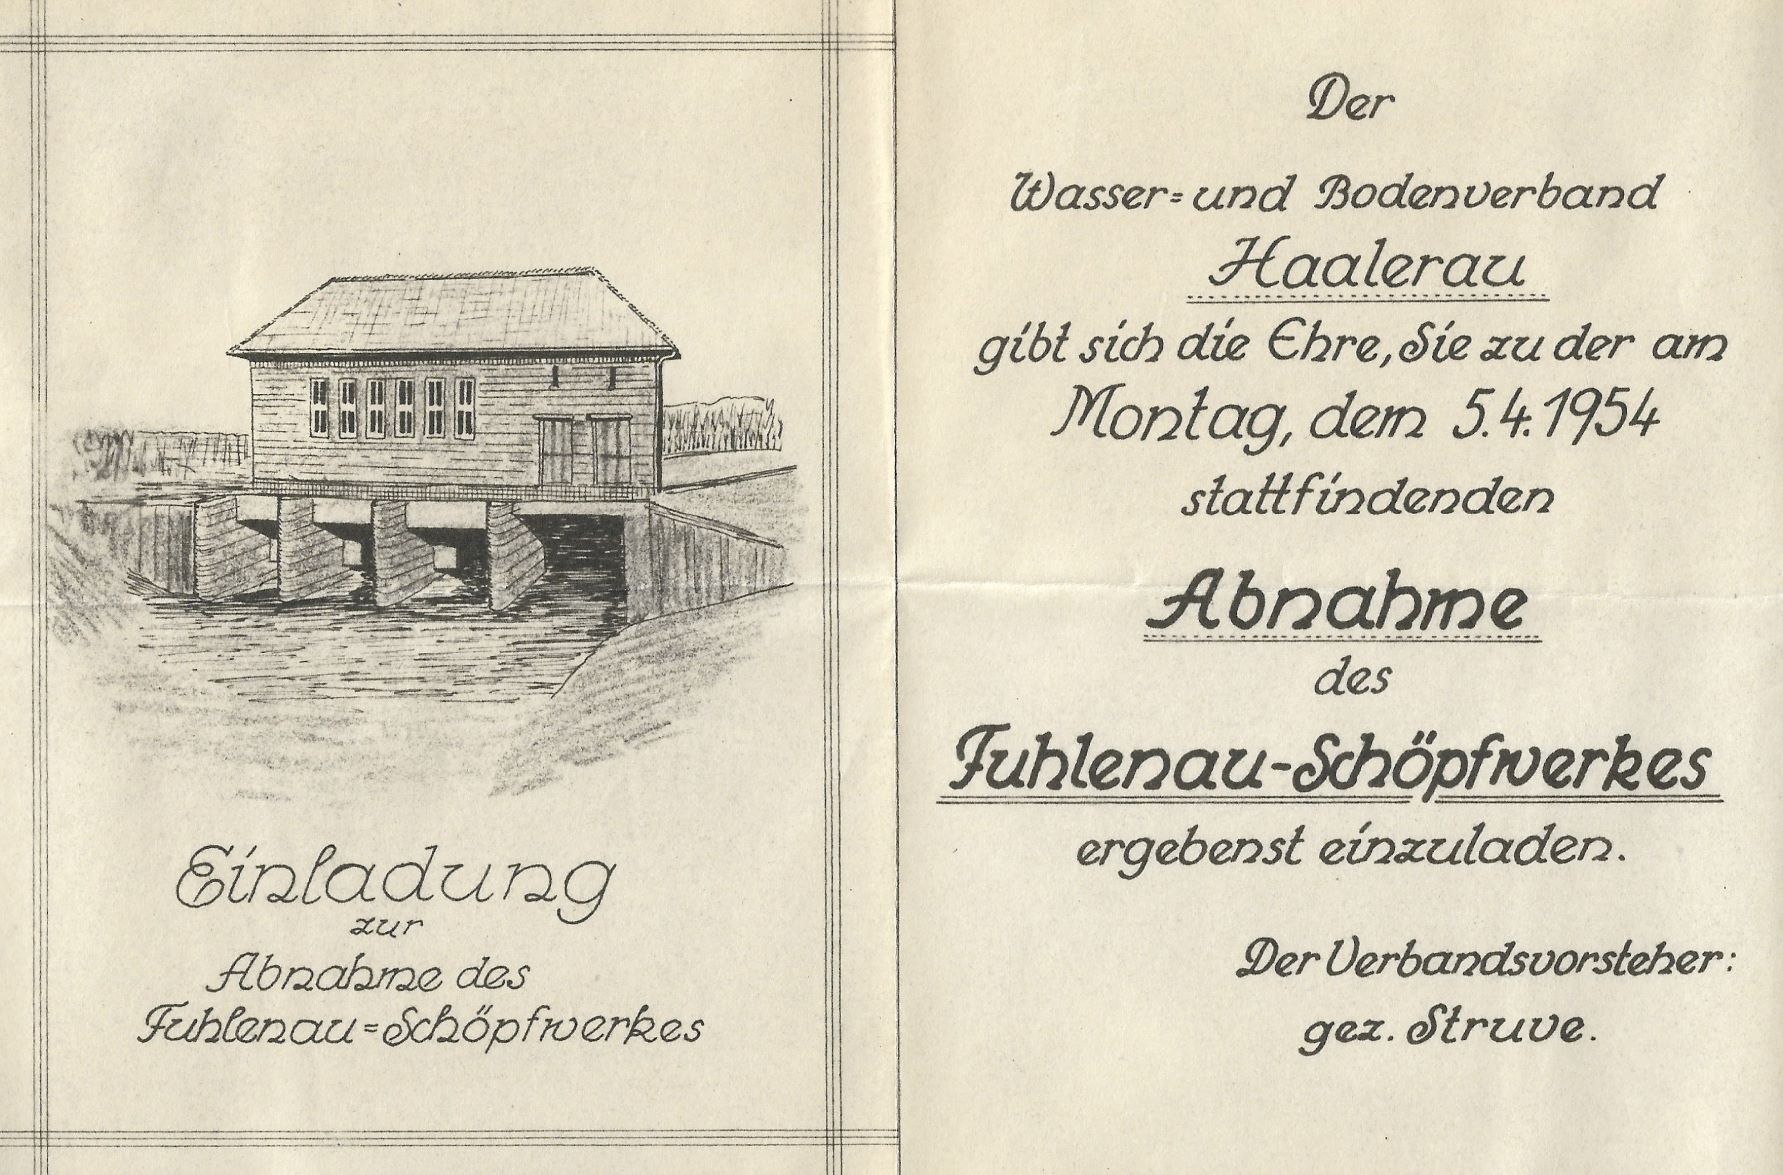 Einladung
zur
Abnahme des
Fuhlenau=Schöpfwerkes
Der
Wasser= und Bodenverband
Haalerau
gibt sich die Ehre, Sie zu der am
Montag, dem 5.4.1954
stattfindenden
Abnahme
des
Fuhlenau-Schöpfwerkes
ergebenst einzuladen.
Der Verbandsvorsteher:
gez. Struve.